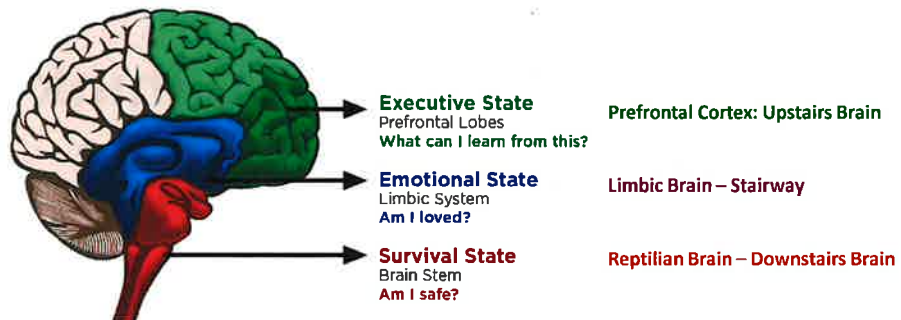 Executive State
Prefrontal Lobes
What can I learn from this?
Prefrontal Cortex: Upstairs Brain
Emotional State
Limbic System
Am I loved?
Limbic Brain – Stairway
Survival State
Brain Stem
Am I safe?
Reptilian Brain – Downstairs Brain